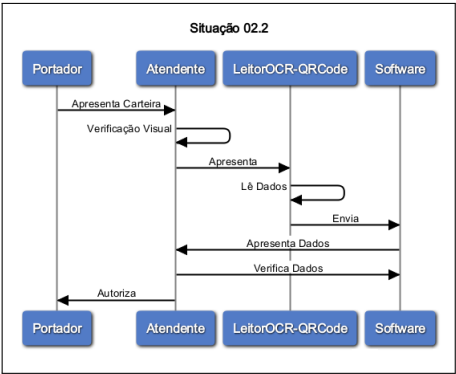 Situação 02.2
Portador Atendente LeitorOCR-QRCode Software
Apresenta Carteira
Verificação Visual
Apresenta
Lê Dados
Envia
Apresenta Dados
Verifica Dados
Autoriza
Portador Atendente LeitorOCR-QRCode Software